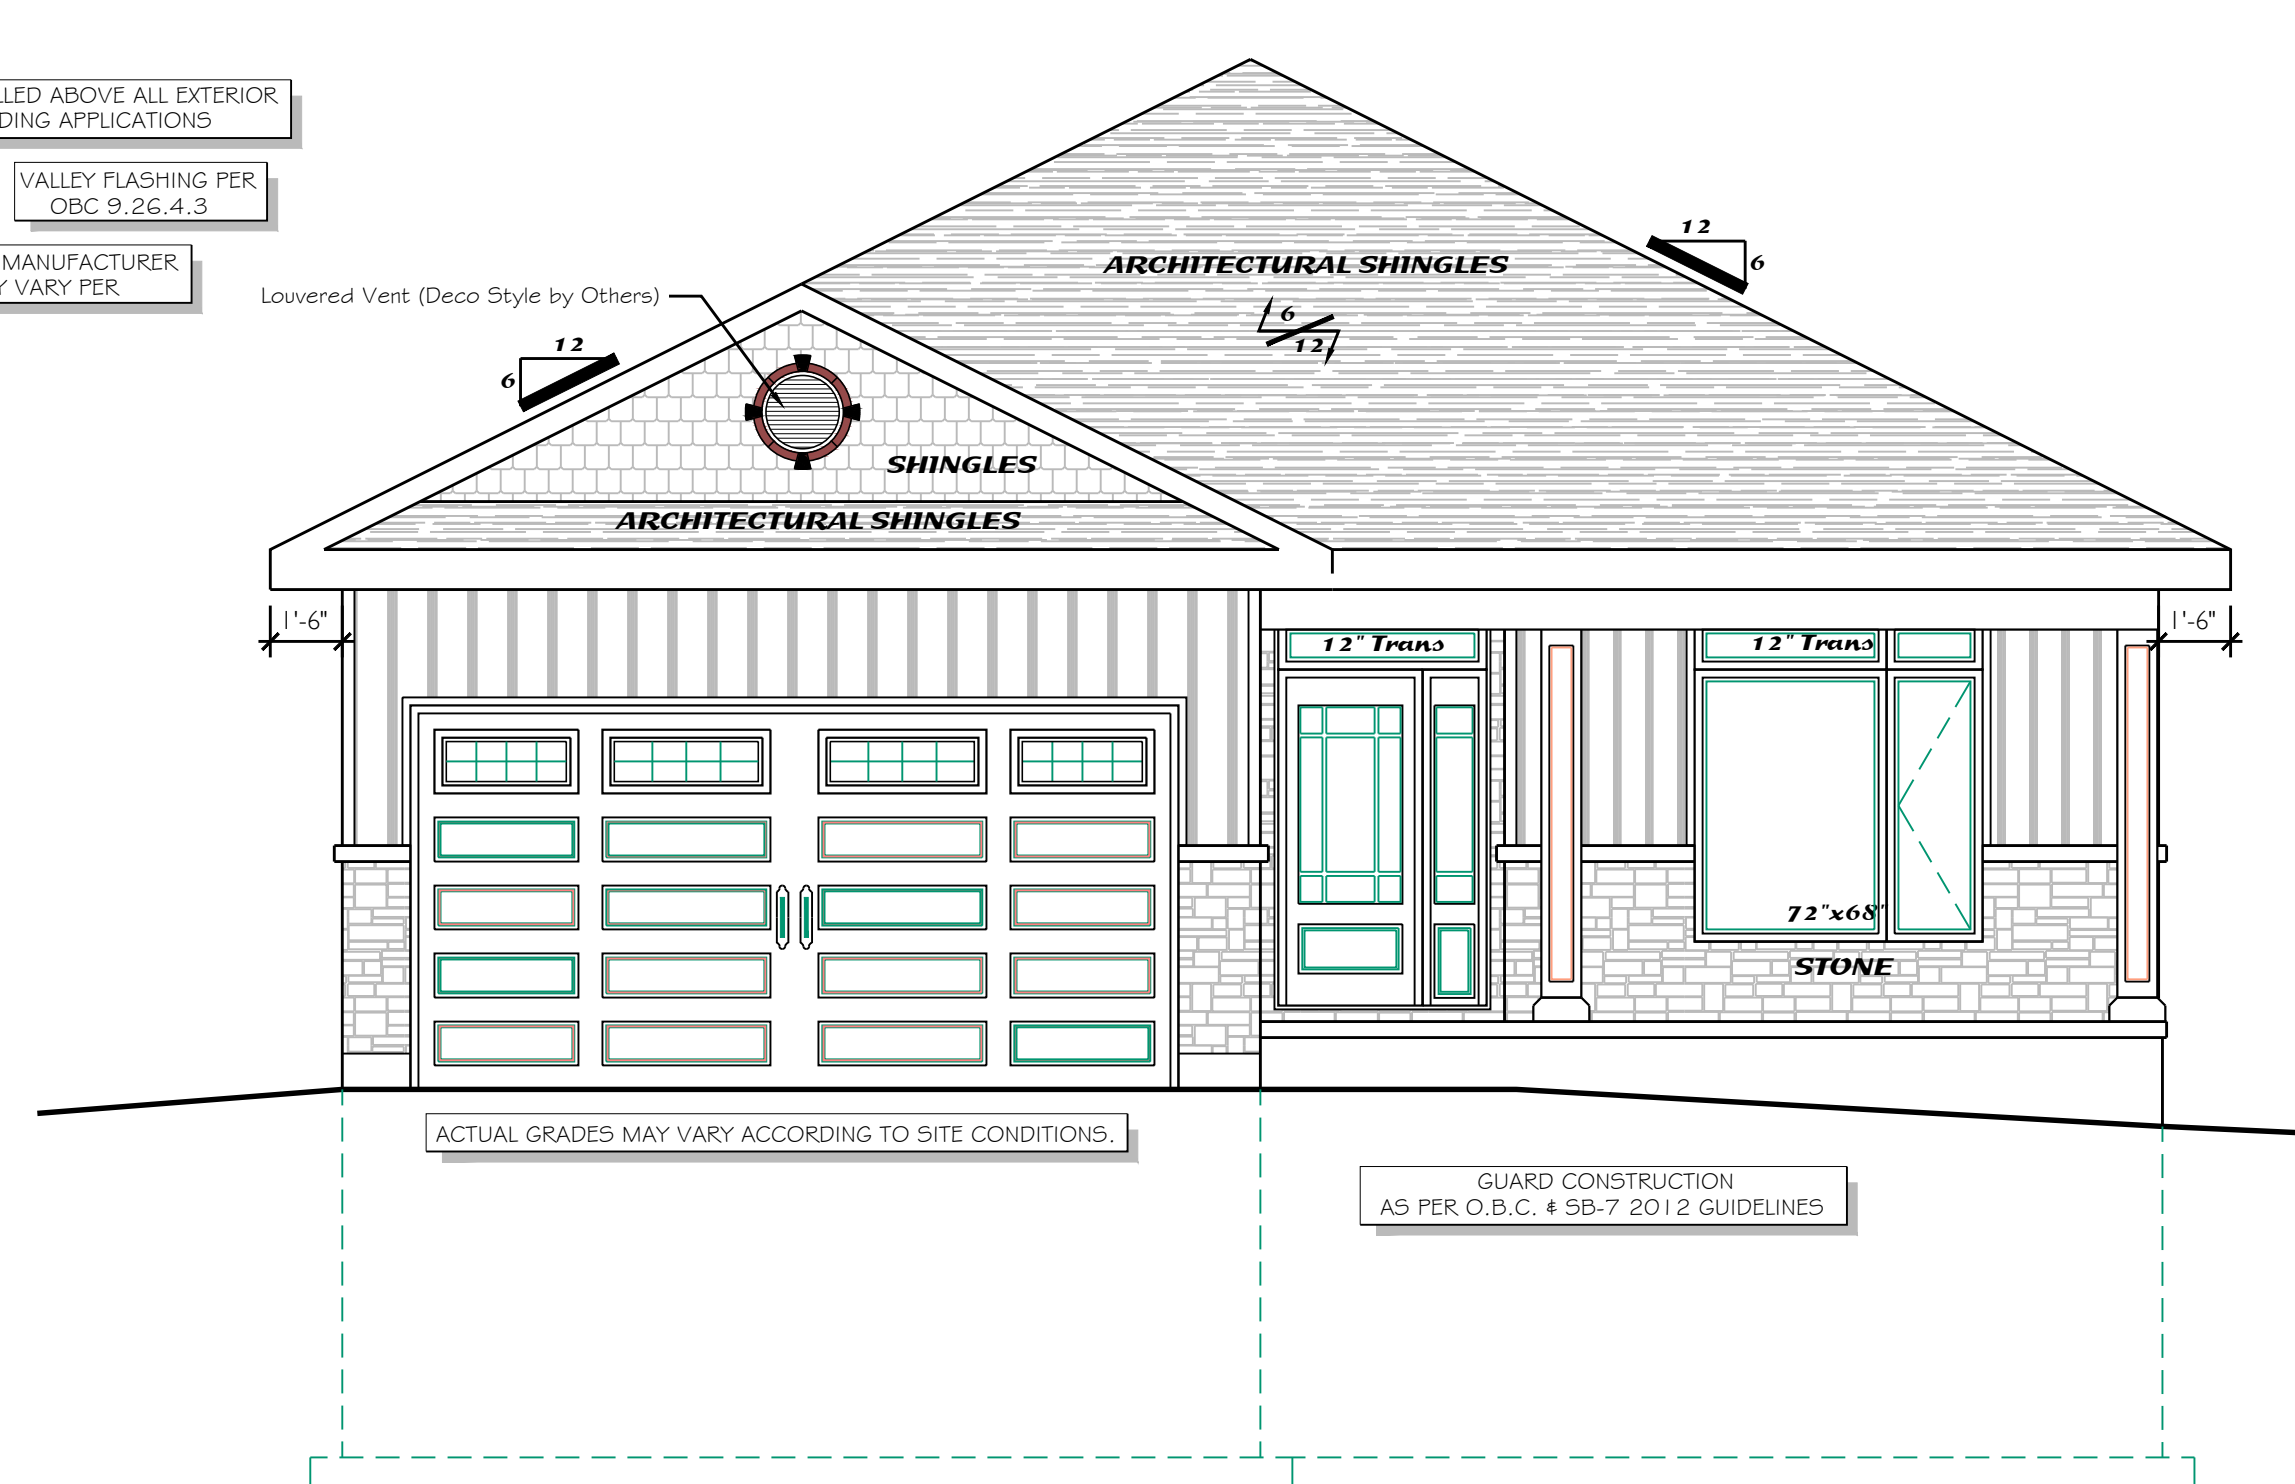 LLED ABOVE ALL EXTERIOR
DING APPLICATIONS
VALLEY FLASHING PER
OBC 9.26.4.3
MANUFACTURER
Y VARY PER
Louvered Vent (Deco Style by Others)
12
6
12
6
ARCHITECTURAL SHINGLES
6
12
SHINGLES
ARCHITECTURAL SHINGLES
1'-6"
1'-6"
12" Trans
12" Trans
72"x68"
STONE
ACTUAL GRADES MAY VARY ACCORDING TO SITE CONDITIONS.
GUARD CONSTRUCTION
AS PER O.B.C. & SB-7 2012 GUIDELINES